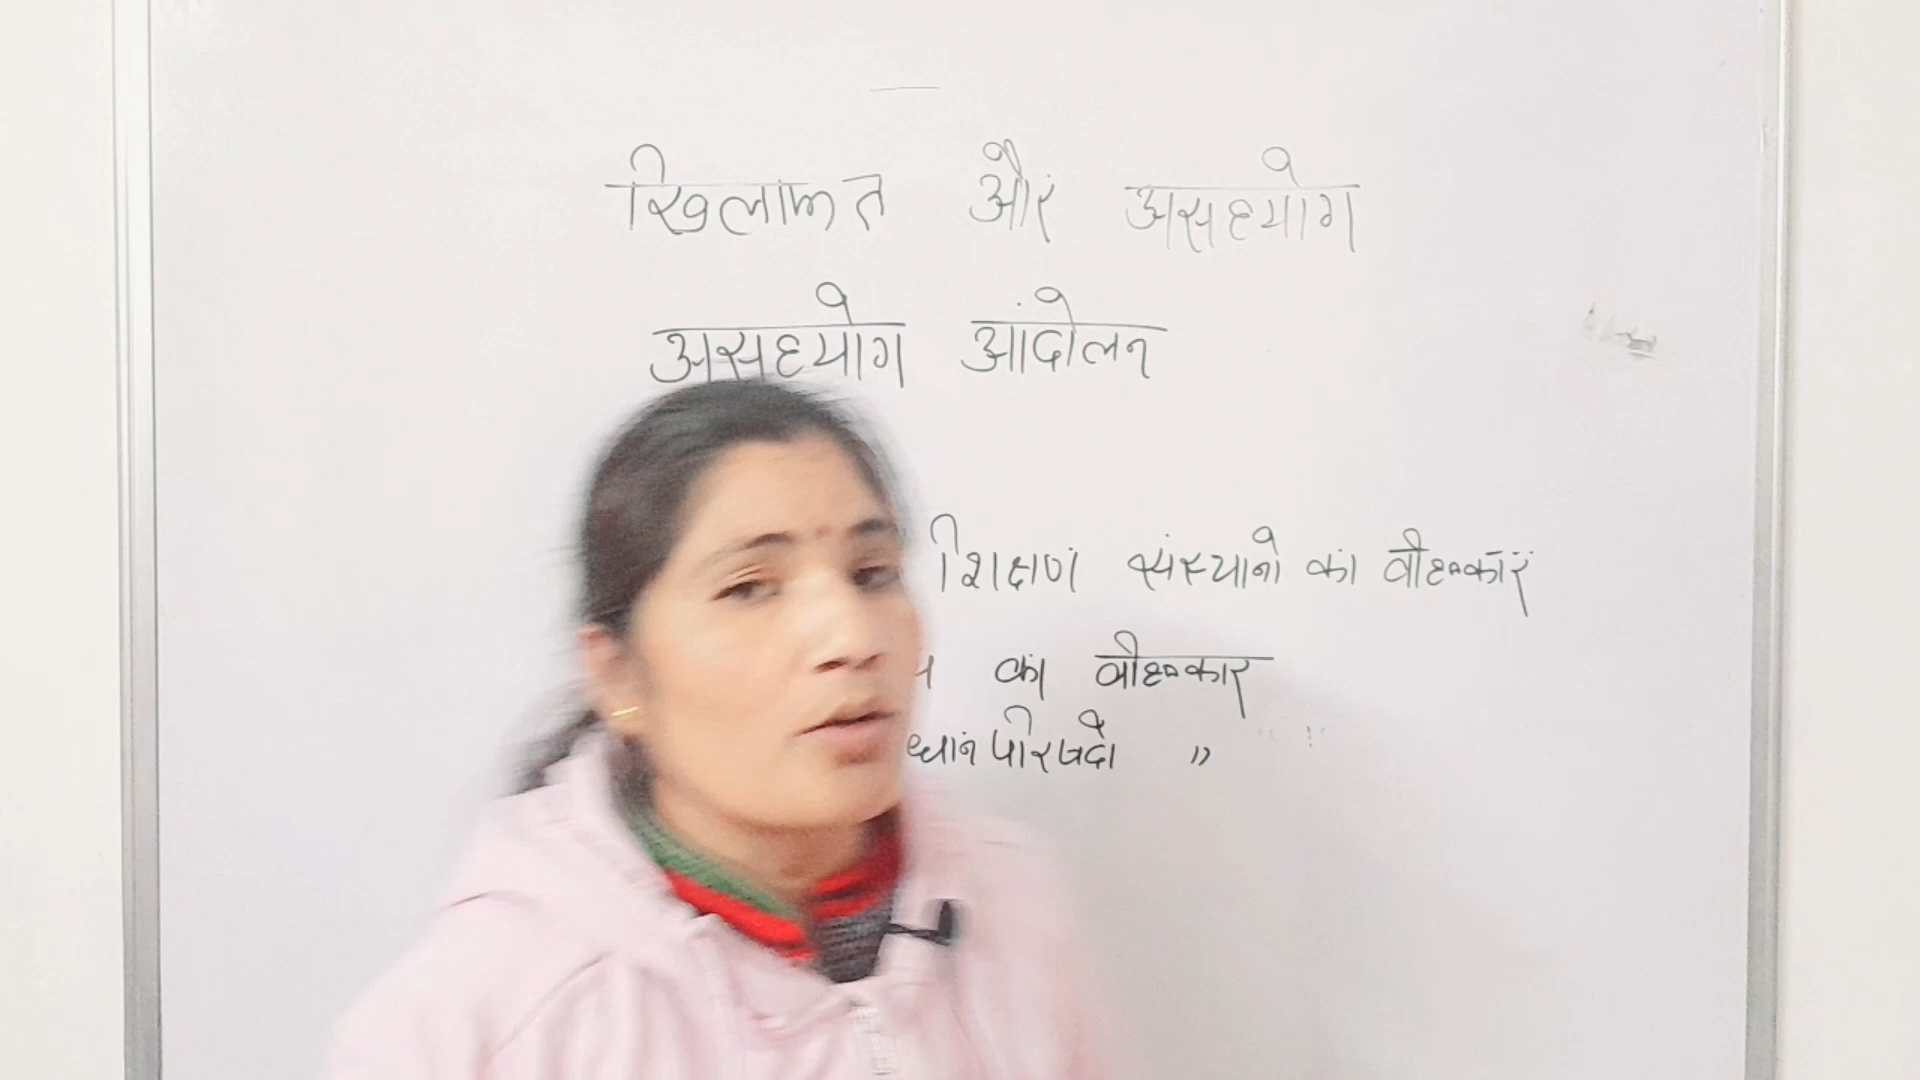 खिलाफत और असहयोग
असहयोग आंदोलन
शिक्षण संस्थानो का बहिष्कार
का बहिष्कार
परिषदो "